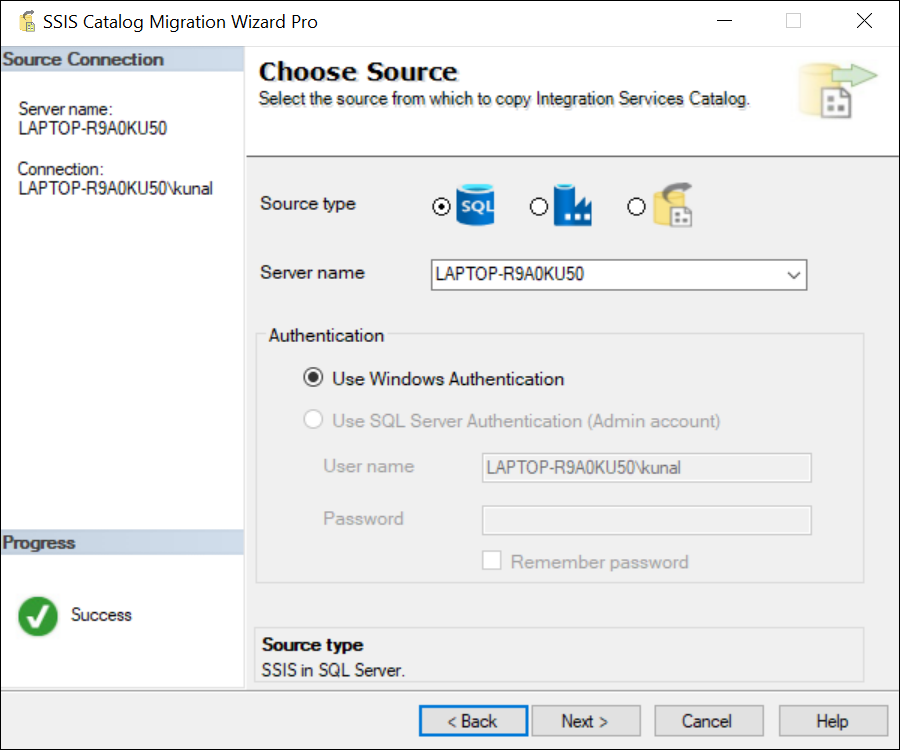 SSIS Catalog Migration Wizard Pro
Source Connection
Server name:
LAPTOP-R9A0KU50
Connection:
LAPTOP-R9A0KU50\kunal
Progress
Success
Choose Source
Select the source from which to copy Integration Services Catalog.
Source type
SQL
Server name
LAPTOP-R9A0KU50
Authentication
Use Windows Authentication
Use SQL Server Authentication (Admin account)
User name
LAPTOP-R9A0KU50\kunal
Password
Remember password
Source type
SSIS in SQL Server.
< Back
Next >
Cancel
Help